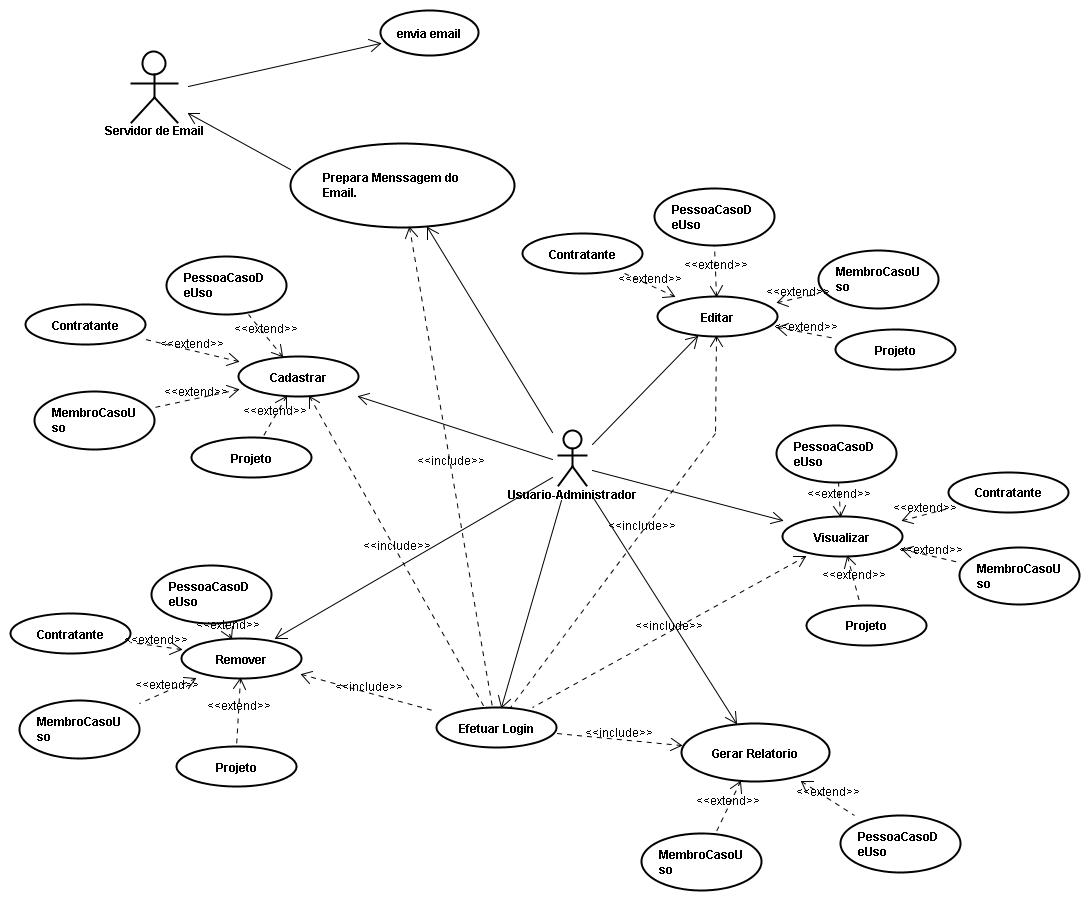 envia email
Servidor de Email
Prepara Menssagem do
Email.
PessoaCasoD
eUso
Contratante
<<extend>>
<<extend>>
MembroCasoU
so
<<extend>>
Editar
<<extend>>
Projeto
PessoaCasoD
eUso
Contratante
<<extend>>
<<extend>>
Cadastrar
<<extend>>
MembroCasoU
so
<<extend>>
Projeto
<<include>>
Usuario-Administrador
<<include>>
<<include>>
PessoaCasoD
eUso
<<extend>>
Contratante
<<extend>>
Visualizar
<<extend>>
MembroCasoU
so
<<extend>>
Projeto
<<include>>
PessoaCasoD
eUso
<<extend>>
Contratante
<<extend>>
Remover
<<extend>>
MembroCasoU
so
<<extend>>
Projeto
<<include>>
Efetuar Login
<<include>>
Gerar Relatorio
<<extend>>
<<extend>>
MembroCasoU
so
PessoaCasoD
eUso